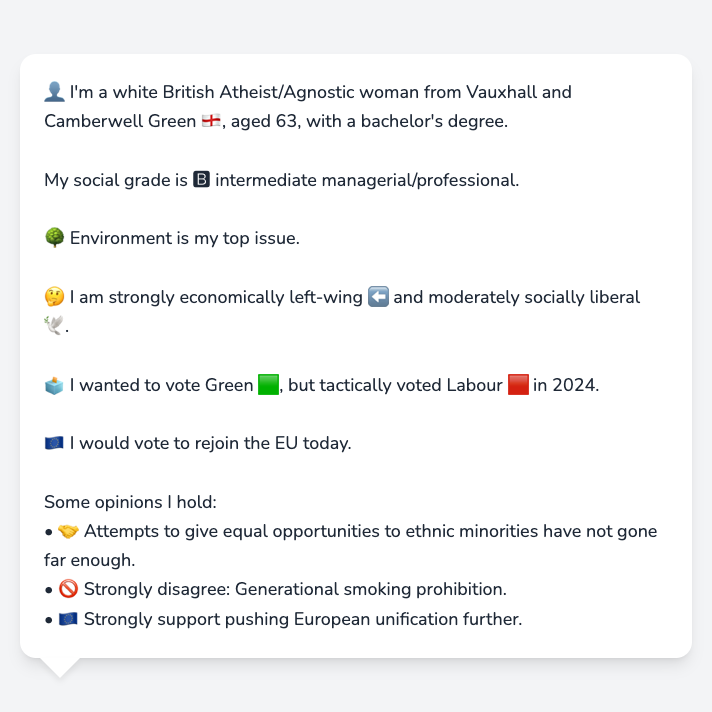 👤 I'm a white British Atheist/Agnostic woman from Vauxhall and
Camberwell Green 🏴󠁧󠁢󠁥󠁮󠁧󠁿, aged 63, with a bachelor's degree.
My social grade is 🅱 intermediate managerial/professional.
🌳 Environment is my top issue.
🤔 I am strongly economically left-wing ⬅️ and moderately socially liberal
🕊️.
🗳️ I wanted to vote Green 🟩, but tactically voted Labour 🟥 in 2024.
🇪🇺 I would vote to rejoin the EU today.
Some opinions I hold:
• 🤝 Attempts to give equal opportunities to ethnic minorities have not gone
far enough.
• 🚫 Strongly disagree: Generational smoking prohibition.
• 🇪🇺 Strongly support pushing European unification further.